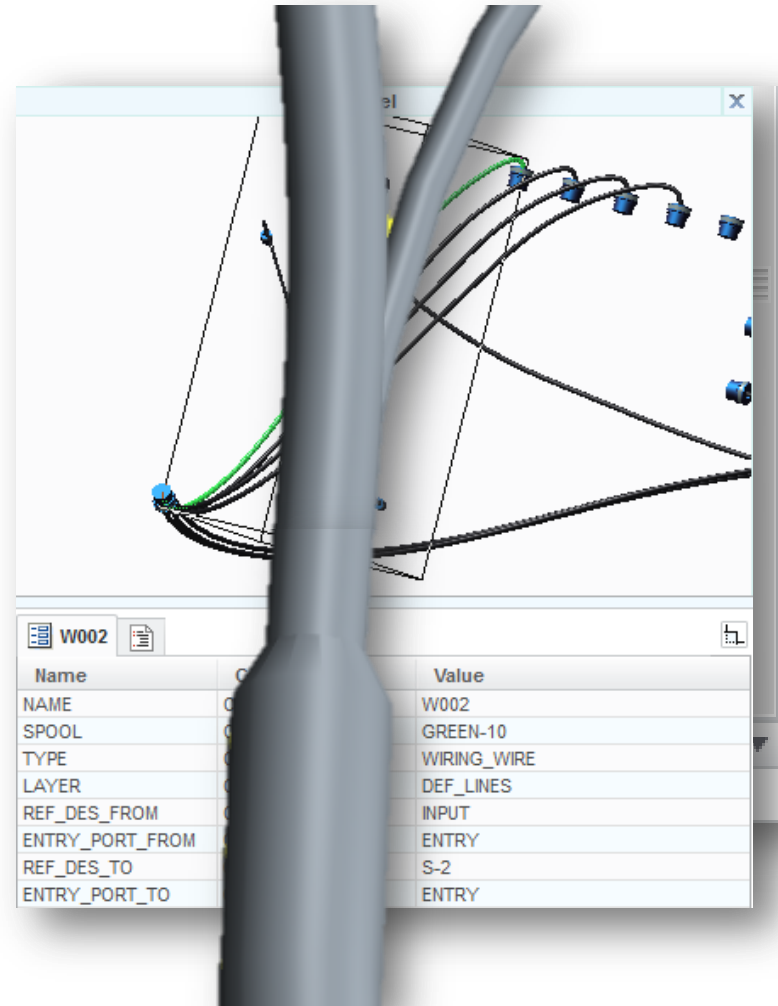 W002
Name Value
NAME W002
SPOOL GREEN-10
TYPE WIRING_WIRE
LAYER DEF_LINES
REF_DES_FROM INPUT
ENTRY_PORT_FROM ENTRY
REF_DES_TO S-2
ENTRY_PORT_TO ENTRY